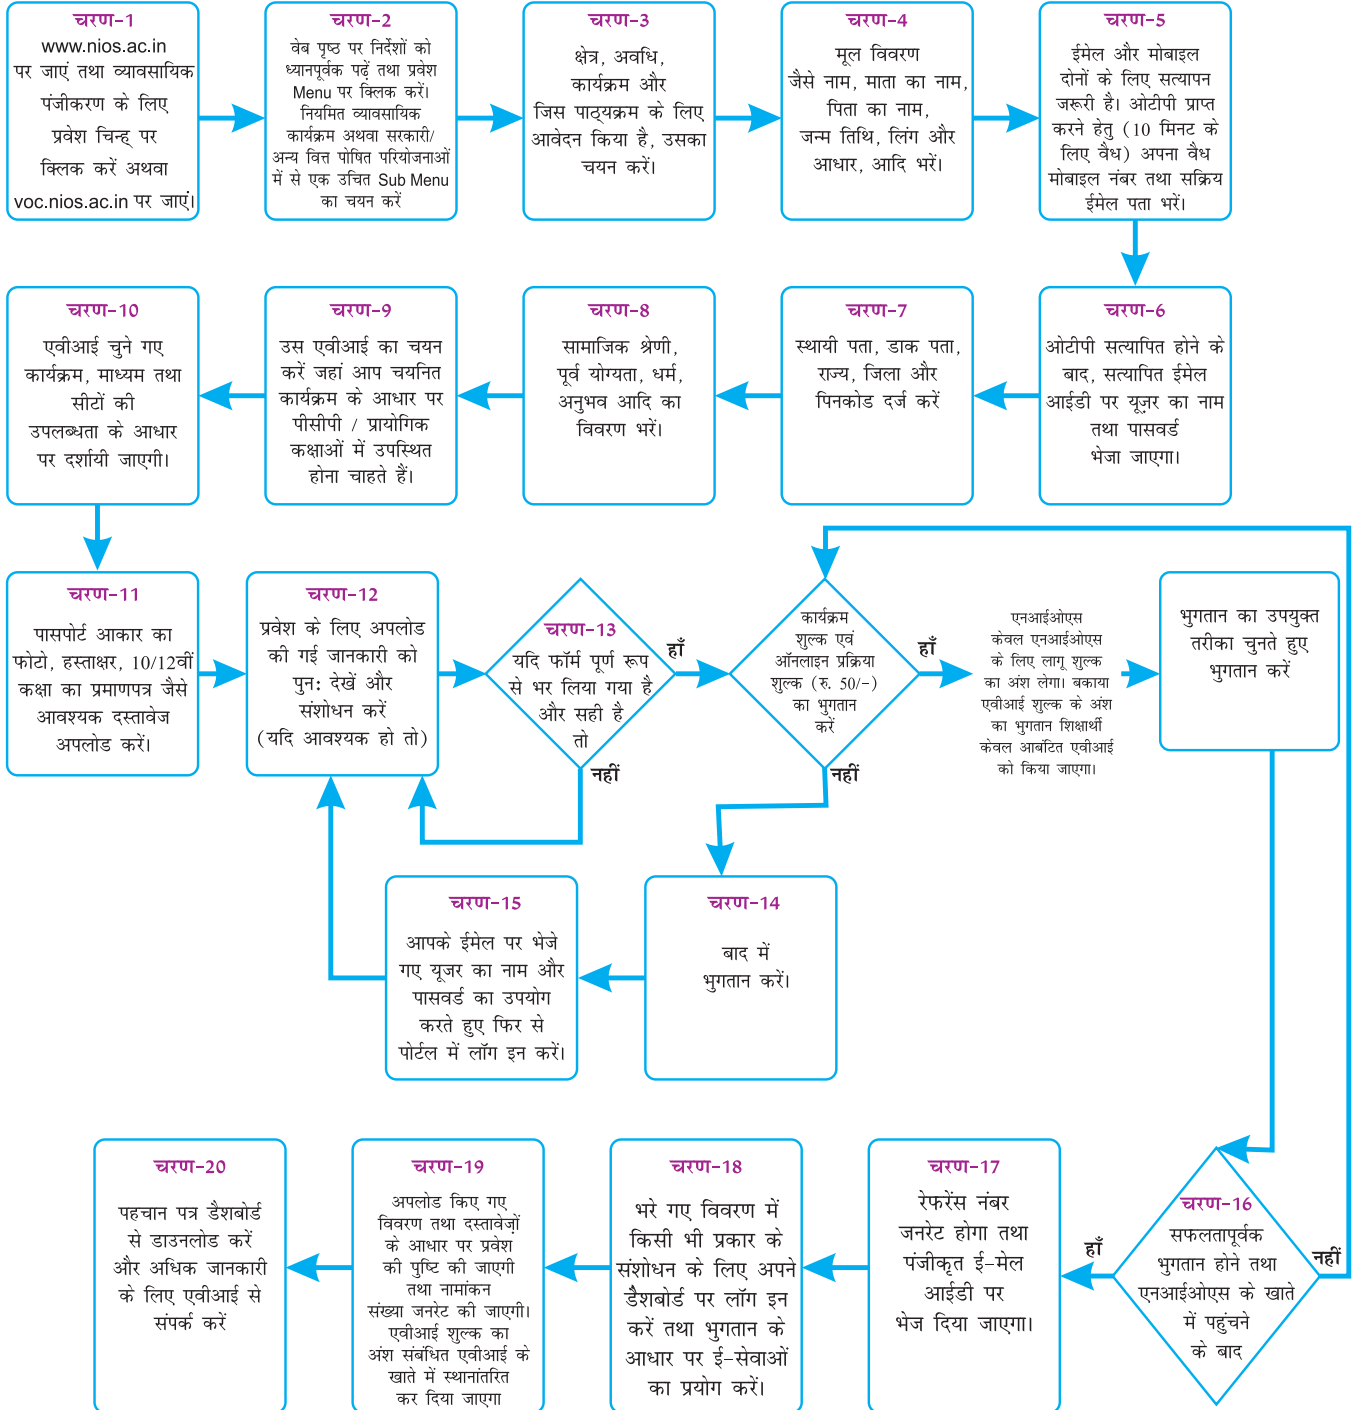 चरण-1
www.nios.ac.in
पर जाएं तथा व्यावसायिक
पंजीकरण के लिए
प्रवेश चिन्ह् पर
क्लिक करें अथवा
voc.nios.ac.in पर जाएं।
चरण-2
वेब पृष्ठ पर निर्देशों को
ध्यानपूर्वक पढ़ें तथा प्रवेश
Menu पर क्लिक करें।
नियमित व्यावसायिक
कार्यक्रम अथवा सरकारी/
अन्य वित्त पोषित परियोजनाओं
में से एक उचित Sub Menu
का चयन करें
चरण-3
क्षेत्र, अवधि,
कार्यक्रम और
जिस पाठ्यक्रम के लिए
आवेदन किया है, उसका
चयन करें।
चरण-4
मूल विवरण
जैसे नाम, माता का नाम,
पिता का नाम,
जन्म तिथि, लिंग और
आधार, आदि भरें।
चरण-5
ईमेल और मोबाइल
दोनों के लिए सत्यापन
जरूरी है। ओटीपी प्राप्त
करने हेतु (10 मिनट के
लिए वैध) अपना वैध
मोबाइल नंबर तथा सक्रिय
ईमेल पता भरें।
चरण-6
ओटीपी सत्यापित होने के
बाद, सत्यापित ईमेल
आईडी पर यूज़र का नाम
तथा पासवर्ड
भेजा जाएगा।
चरण-7
स्थायी पता, डाक पता,
राज्य, जिला और
पिनकोड दर्ज करें
चरण-8
सामाजिक श्रेणी,
पूर्व योग्यता, धर्म,
अनुभव आदि का
विवरण भरें।
चरण-9
उस एवीआई का चयन
करें जहां आप चयनित
कार्यक्रम के आधार पर
पीसीपी / प्रायोगिक
कक्षाओं में उपस्थित
होना चाहते हैं।
चरण-10
एवीआई चुने गए
कार्यक्रम, माध्यम तथा
सीटों की
उपलब्धता के आधार
पर दर्शायी जाएगी।
चरण-11
पासपोर्ट आकार का
फोटो, हस्ताक्षर, 10/12वीं
कक्षा का प्रमाणपत्र जैसे
आवश्यक दस्तावेज
अपलोड करें।
चरण-12
प्रवेश के लिए अपलोड
की गई जानकारी को
पुन: देखें और
संशोधन करें
(यदि आवश्यक हो तो)
चरण-13
यदि फॉर्म पूर्ण रूप
से भर लिया गया है
और सही है
तो
हाँ
नहीं
कार्यक्रम
शुल्क एवं
ऑनलाइन प्रक्रिया
शुल्क (रु. 50/-)
का भुगतान
करें
हाँ
नहीं
एनआईओएस
केवल एनआईओएस
के लिए लागू शुल्क
का अंश लेगा। बकाया
एवीआई शुल्क के अंश
का भुगतान शिक्षार्थी
केवल आबंटित एवीआई
को किया जाएगा।
भुगतान का उपयुक्त
तरीका चुनते हुए
भुगतान करें
चरण-14
बाद में
भुगतान करें।
चरण-15
आपके ईमेल पर भेजे
गए यूजर का नाम और
पासवर्ड का उपयोग
करते हुए फिर से
पोर्टल में लॉग इन करें।
चरण-16
सफलतापूर्वक
भुगतान होने तथा
एनआईओएस के खाते
में पहुंचने
के बाद
हाँ
नहीं
चरण-17
रेफरेंस नंबर
जनरेट होगा तथा
पंजीकृत ई-मेल
आईडी पर
भेज दिया जाएगा।
चरण-18
भरे गए विवरण में
किसी भी प्रकार के
संशोधन के लिए अपने
डैशबोर्ड पर लॉग इन
करें तथा भुगतान के
आधार पर ई-सेवाओं
का प्रयोग करें।
चरण-19
अपलोड किए गए
विवरण तथा दस्तावेज़ों
के आधार पर प्रवेश
की पुष्टि की जाएगी
तथा नामांकन
संख्या जनरेट की जाएगी।
एवीआई शुल्क का
अंश संबंधित एवीआई के
खाते में स्थानांतरित
कर दिया जाएगा
चरण-20
पहचान पत्र डैशबोर्ड
से डाउनलोड करें
और अधिक जानकारी
के लिए एवीआई से
संपर्क करें